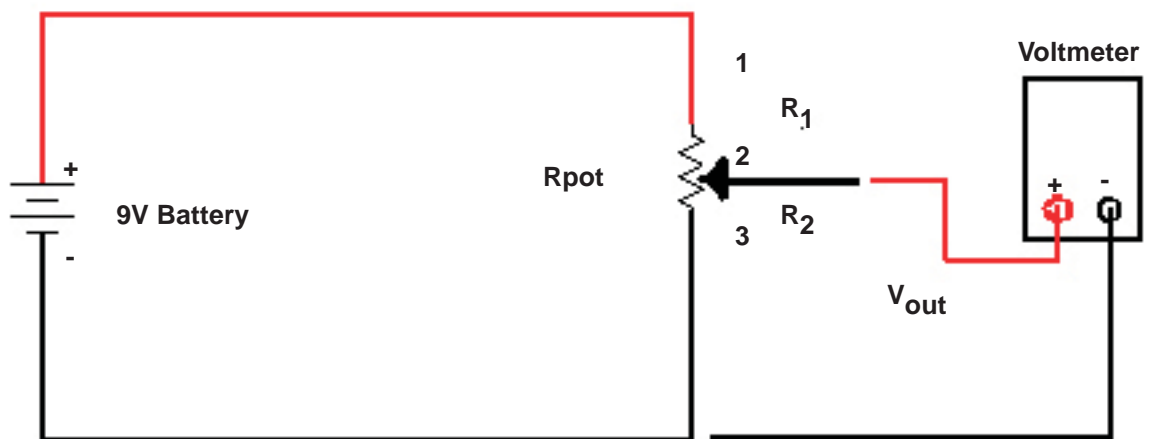 Voltmeter
1
R1
+
Rpot
2
+ -
9V Battery
R2
3
-
Vout